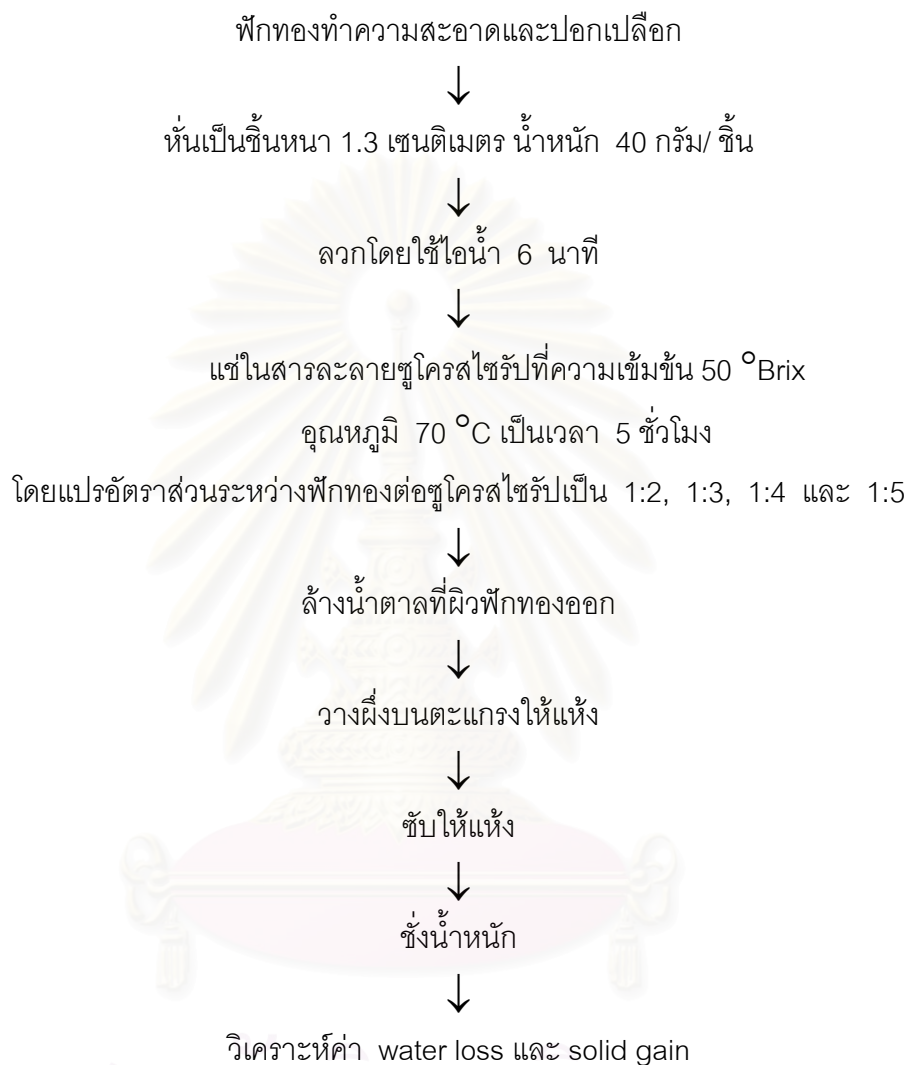 ฟักทองทำความสะอาดและปอกเปลือก
↓
หั่นเป็นชิ้นหนา 1.3 เซนติเมตร น้ำหนัก 40 กรัม/ ชิ้น
↓
ลวกโดยใช้ไอน้ำ 6 นาที
↓
แช่ในสารละลายซูโครสไซรัปที่ความเข้มข้น 50 °Brix
อุณหภูมิ 70 °C เป็นเวลา 5 ชั่วโมง
โดยแปรอัตราส่วนระหว่างฟักทองต่อซูโครสไซรัปเป็น 1:2, 1:3, 1:4 และ 1:5
↓
ล้างน้ำตาลที่ผิวฟักทองออก
↓
วางผึ่งบนตะแกรงให้แห้ง
↓
ซับให้แห้ง
↓
ชั่งน้ำหนัก
↓
วิเคราะห์ค่า water loss และ solid gain